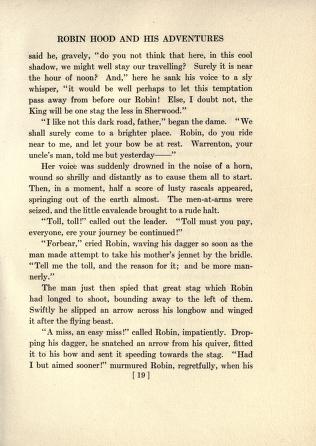 ROBIN HOOD AND HIS ADVENTURES
said he, gravely, "do you not think that here, in this cool
shadow, we might well stay our travelling? Surely it is near
the hour of noon? And," here he sank his voice to a sly
whisper, "it would be well perhaps to let this temptation
pass away from before our Robin! Else, I doubt not, the
King will be one stag the less in Sherwood."
"I like not this dark road, father," began the dame. "We
shall surely come to a brighter place. Robin, do you ride
near to me, and let your bow be at rest. Warrenton, your
uncle's man, told me but yesterday——"
Her voice was suddenly drowned in the noise of a horn,
wound so shrilly and distantly as to cause them all to start.
Then, in a moment, half a score of lusty rascals appeared,
springing out of the earth almost. The men-at-arms were
seized, and the little cavalcade brought to a rude halt.
"Toll, toll!" called out the leader. "Toll must you pay,
everyone, ere your journey be continued!"
"Forbear," cried Robin, waving his dagger so soon as the
man made attempt to take his mother's jennet by the bridle.
"Tell me the toll, and the reason for it; and be more man-
nerly."
The man just then spied that great stag which Robin
had longed to shoot, bounding away to the left of them.
Swiftly he slipped an arrow across his longbow and winged
it after the flying beast.
"A miss, an easy miss!" called Robin, impatiently. Drop-
ping his dagger, he snatched an arrow from his quiver, fitted
it to his bow and sent it speeding towards the stag. "Had
I but aimed sooner!" murmured Robin, regretfully, when his
[ 19 ]